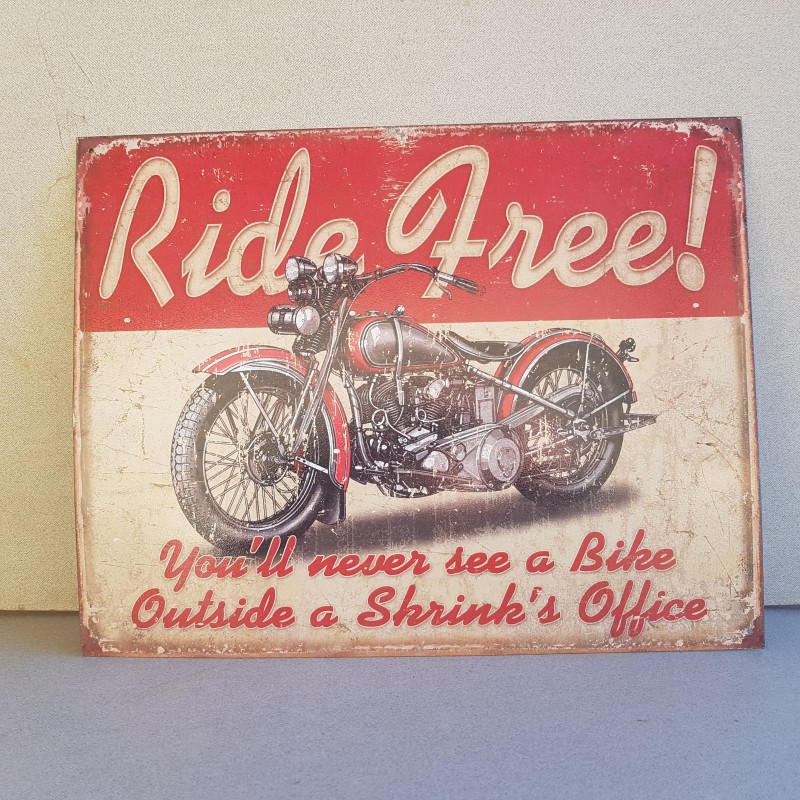 Ride Free!
You'll never see a Bike
Outside a Shrink's Office